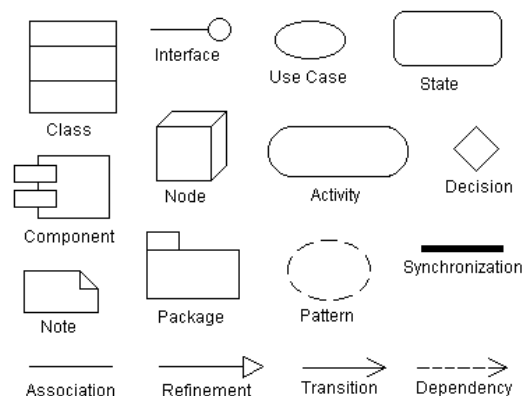 Interface
Use Case
State
Class
Node
Activity
Decision
Component
Synchronization
Note
Package
Pattern
Association
Refinement
Transition
Dependency